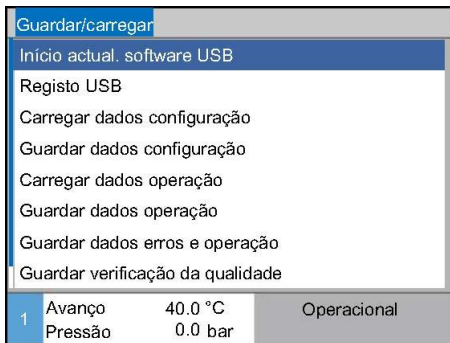 Guardar/carregar
Início actual. software USB
Registo USB
Carregar dados configuração
Guardar dados configuração
Carregar dados operação
Guardar dados operação
Guardar dados erros e operação
Guardar verificação da qualidade
1 Avanço 40.0 °C Operacional
Pressão 0.0 bar